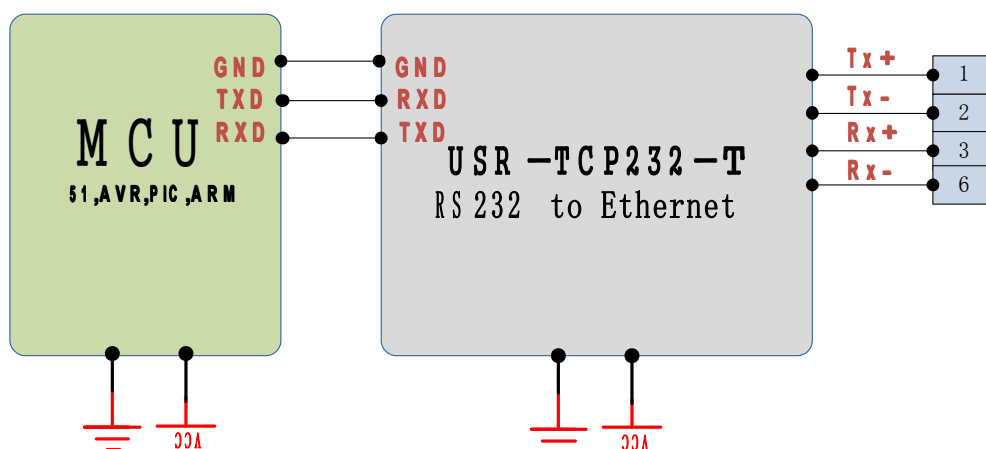 GND
TXD
RXD
MCU
51,AVR,PIC,ARM
GND
RXD
TXD
USR-TCP232-T
RS232 to Ethernet
Tx+
Tx-
Rx+
Rx-
1
2
3
6
VCC
VCC